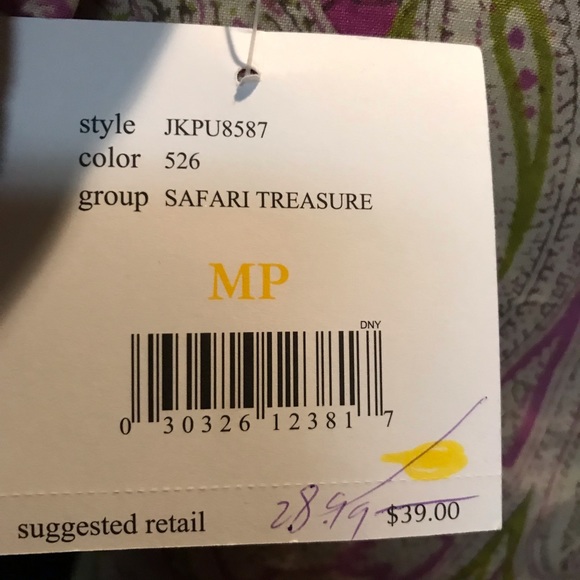 style JKPU8587
color 526
group SAFARI TREASURE
MP
DNY
0 30326 12381 7
28.99
suggested retail $39.00